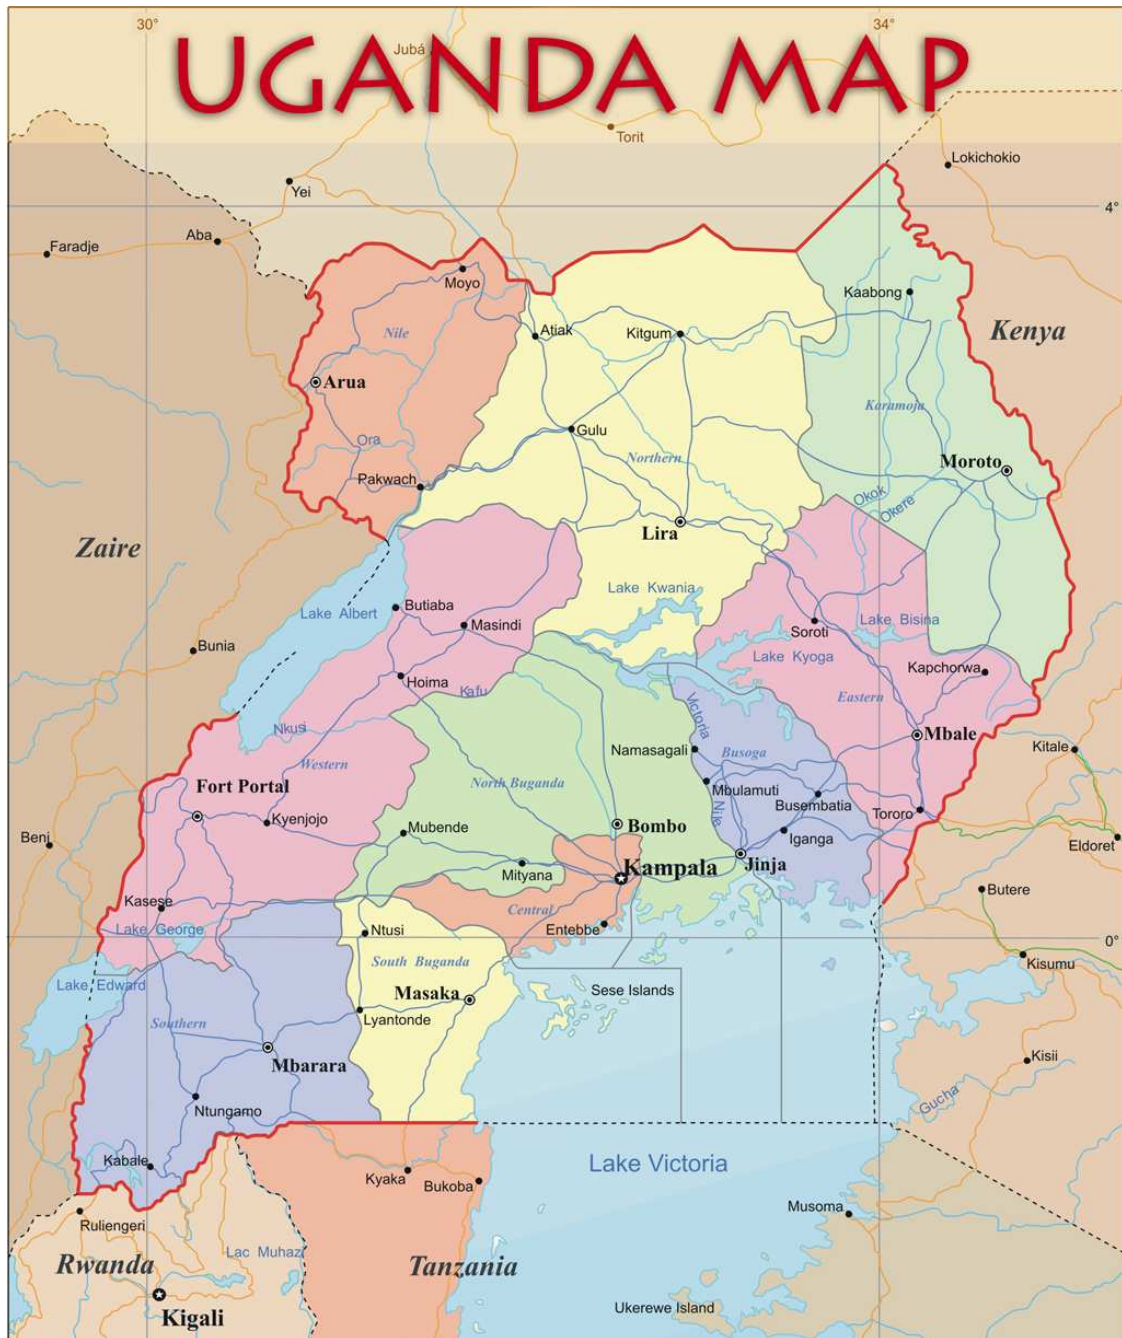 30°
34°
UGANDA MAP
Jubá
Torit
Lokichokio
Yei
4°
Aba
Faradje
Moyo
Kaabong
Atiak
Kitgum
Kenya
Nile
Arua
Karamoja
Gulu
Ora
Northern
Moroto
Pakwach
Okok
Okere
Lira
Zaire
Lake Kwania
Lake Albert
Butiaba
Masindi
Soroti
Lake Bisina
Bunia
Lake Kyoga
Kapchorwa
Hoima
Kafu
Eastern
Victoria
Nile
Nkusi
Mbale
Namasagali
Busoga
Kitale
Western
North Buganda
Fort Portal
Mbulamuti
Busembatia
Kyenjojo
Mubende
Bombo
Tororo
Iganga
Beni
Eldoret
Mityana
Kampala
Jinja
Butere
Kasese
Central
Lake George
Ntusi
Entebbe
0°
South Buganda
Kisumu
Lake Edward
Sese Islands
Masaka
Southern
Lyantonde
Mbarara
Kisii
Ntungamo
Gucha
Kabale
Lake Victoria
Kyaka
Bukoba
Musoma
Ruliengeri
Lac Muhaz
Rwanda
Tanzania
Kigali
Ukerewe Island